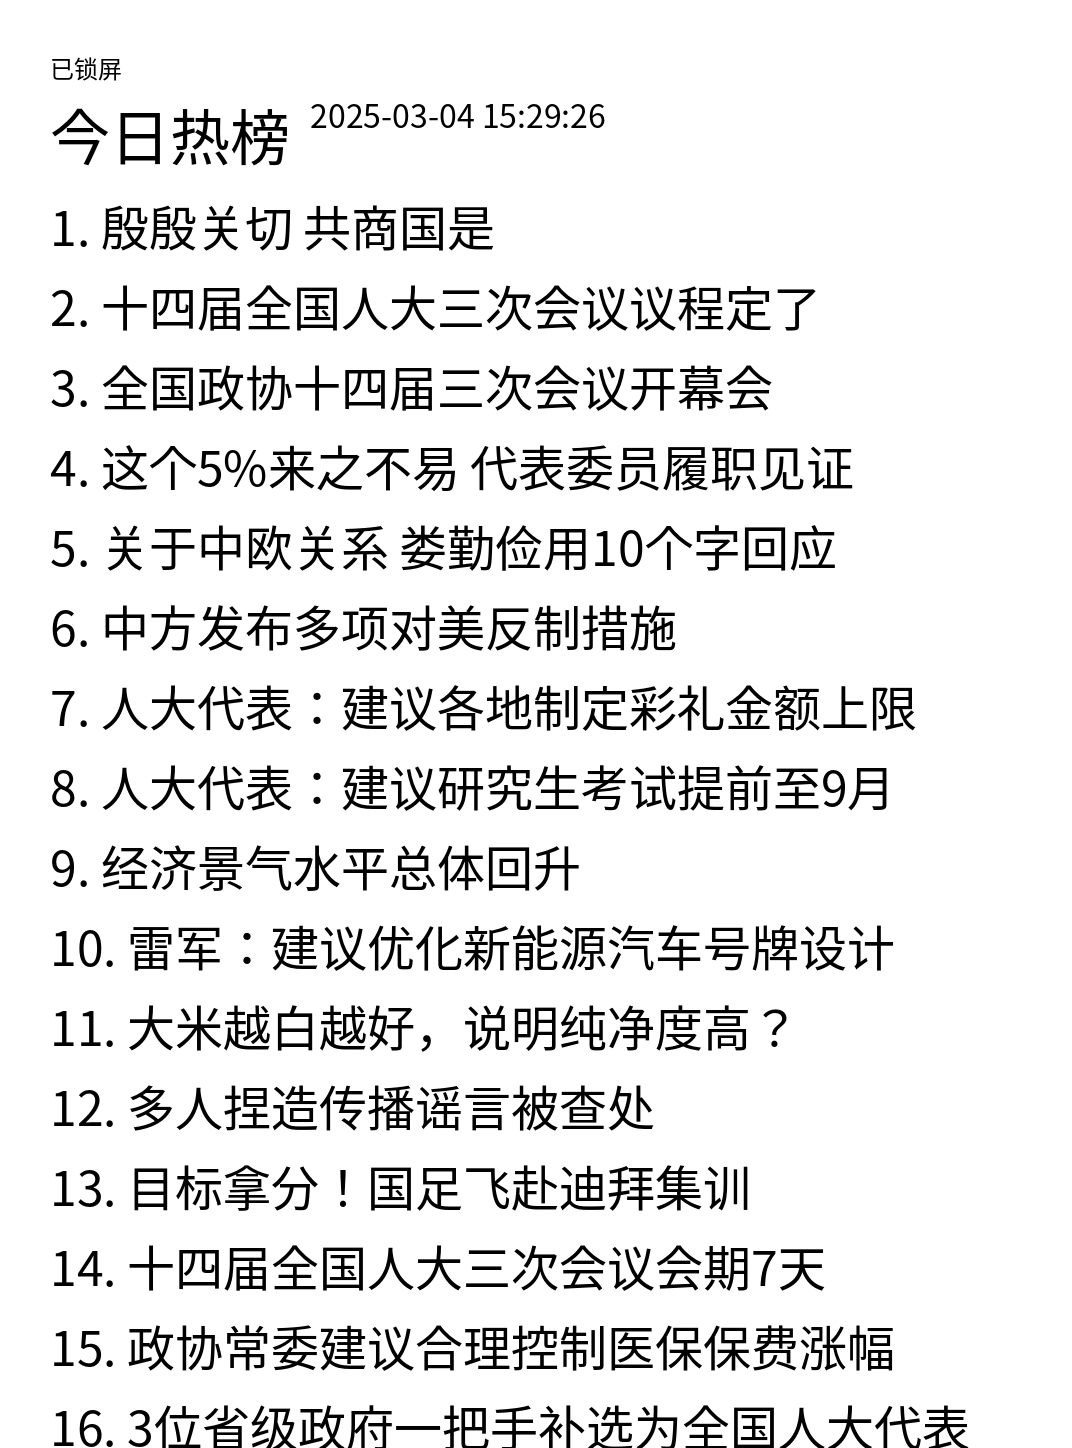 已锁屏
今日热榜 2025-03-04 15:29:26
1. 殷殷关切 共商国是
2. 十四届全国人大三次会议议程定了
3. 全国政协十四届三次会议开幕会
4. 这个5%来之不易 代表委员履职见证
5. 关于中欧关系 娄勤俭用10个字回应
6. 中方发布多项对美反制措施
7. 人大代表：建议各地制定彩礼金额上限
8. 人大代表：建议研究生考试提前至9月
9. 经济景气水平总体回升
10. 雷军：建议优化新能源汽车号牌设计
11. 大米越白越好，说明纯净度高？
12. 多人捏造传播谣言被查处
13. 目标拿分！国足飞赴迪拜集训
14. 十四届全国人大三次会议会期7天
15. 政协常委建议合理控制医保保费涨幅
16. 3位省级政府一把手补选为全国人大代表